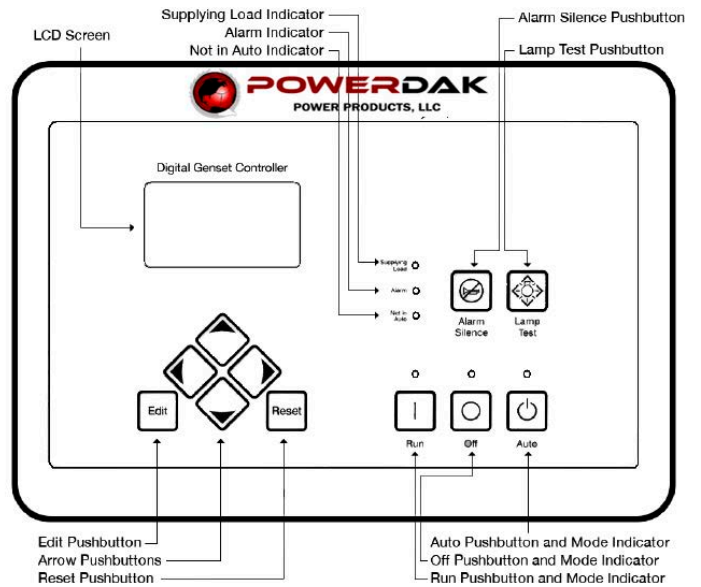 Supplying Load Indicator
Alarm Silence Pushbutton
LCD Screen
Alarm Indicator
Not in Auto Indicator
Lamp Test Pushbutton
POWERDAK
POWER PRODUCTS, LLC
Digital Genset Controller
Supplying
Load
Alarm
Not in
Auto
Alarm
Silence
Lamp
Test
Edit
Reset
Run
Off
Auto
Edit Pushbutton
Arrow Pushbuttons
Reset Pushbutton
Auto Pushbutton and Mode Indicator
Off Pushbutton and Mode Indicator
Run Pushbutton and Mode Indicator